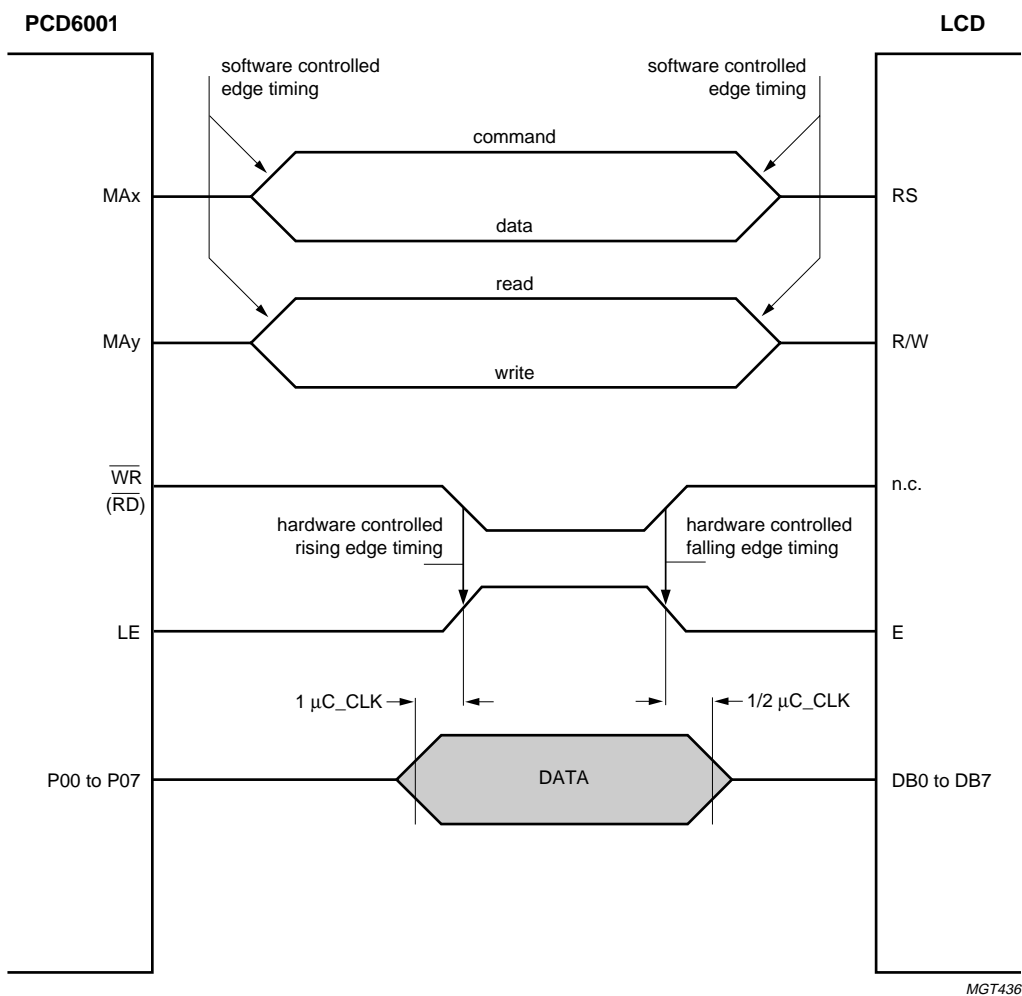 PCD6001
LCD
software controlled
edge timing
software controlled
edge timing
command
MAx
RS
data
read
MAy
R/W
write
WR
(RD)
n.c.
hardware controlled
rising edge timing
hardware controlled
falling edge timing
LE
E
1 μC_CLK
1/2 μC_CLK
P00 to P07
DATA
DB0 to DB7
MGT436